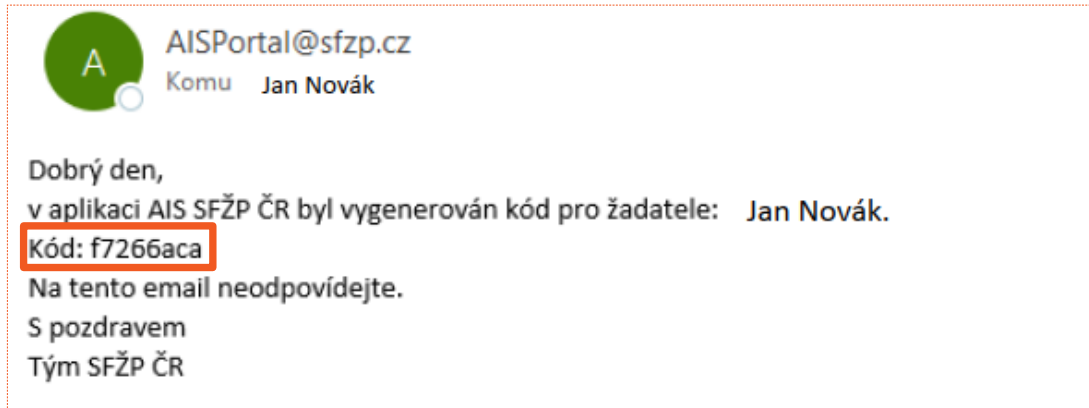 A
AISPortal@sfzp.cz
Komu Jan Novák
Dobrý den,
v aplikaci AIS SFŽP ČR byl vygenerován kód pro žadatele: Jan Novák.
Kód: f7266aca
Na tento email neodpovídejte.
S pozdravem
Tým SFŽP ČR